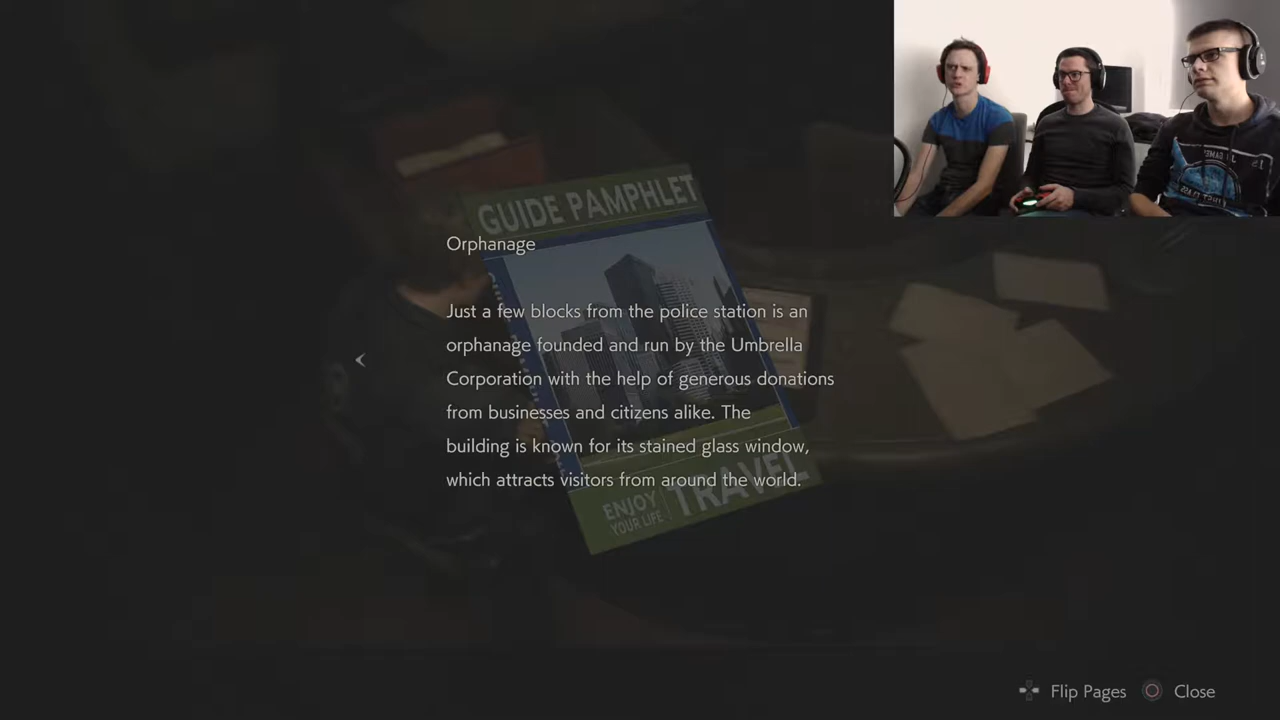 GUIDE PAMPHLET
Orphanage
Just a few blocks from the police station is an
orphanage founded and run by the Umbrella
Corporation with the help of generous donations
from businesses and citizens alike. The
building is known for its stained glass window,
which attracts visitors from around the world.
ENJOY
YOUR LIFE
TRAVEL
Flip Pages
Close